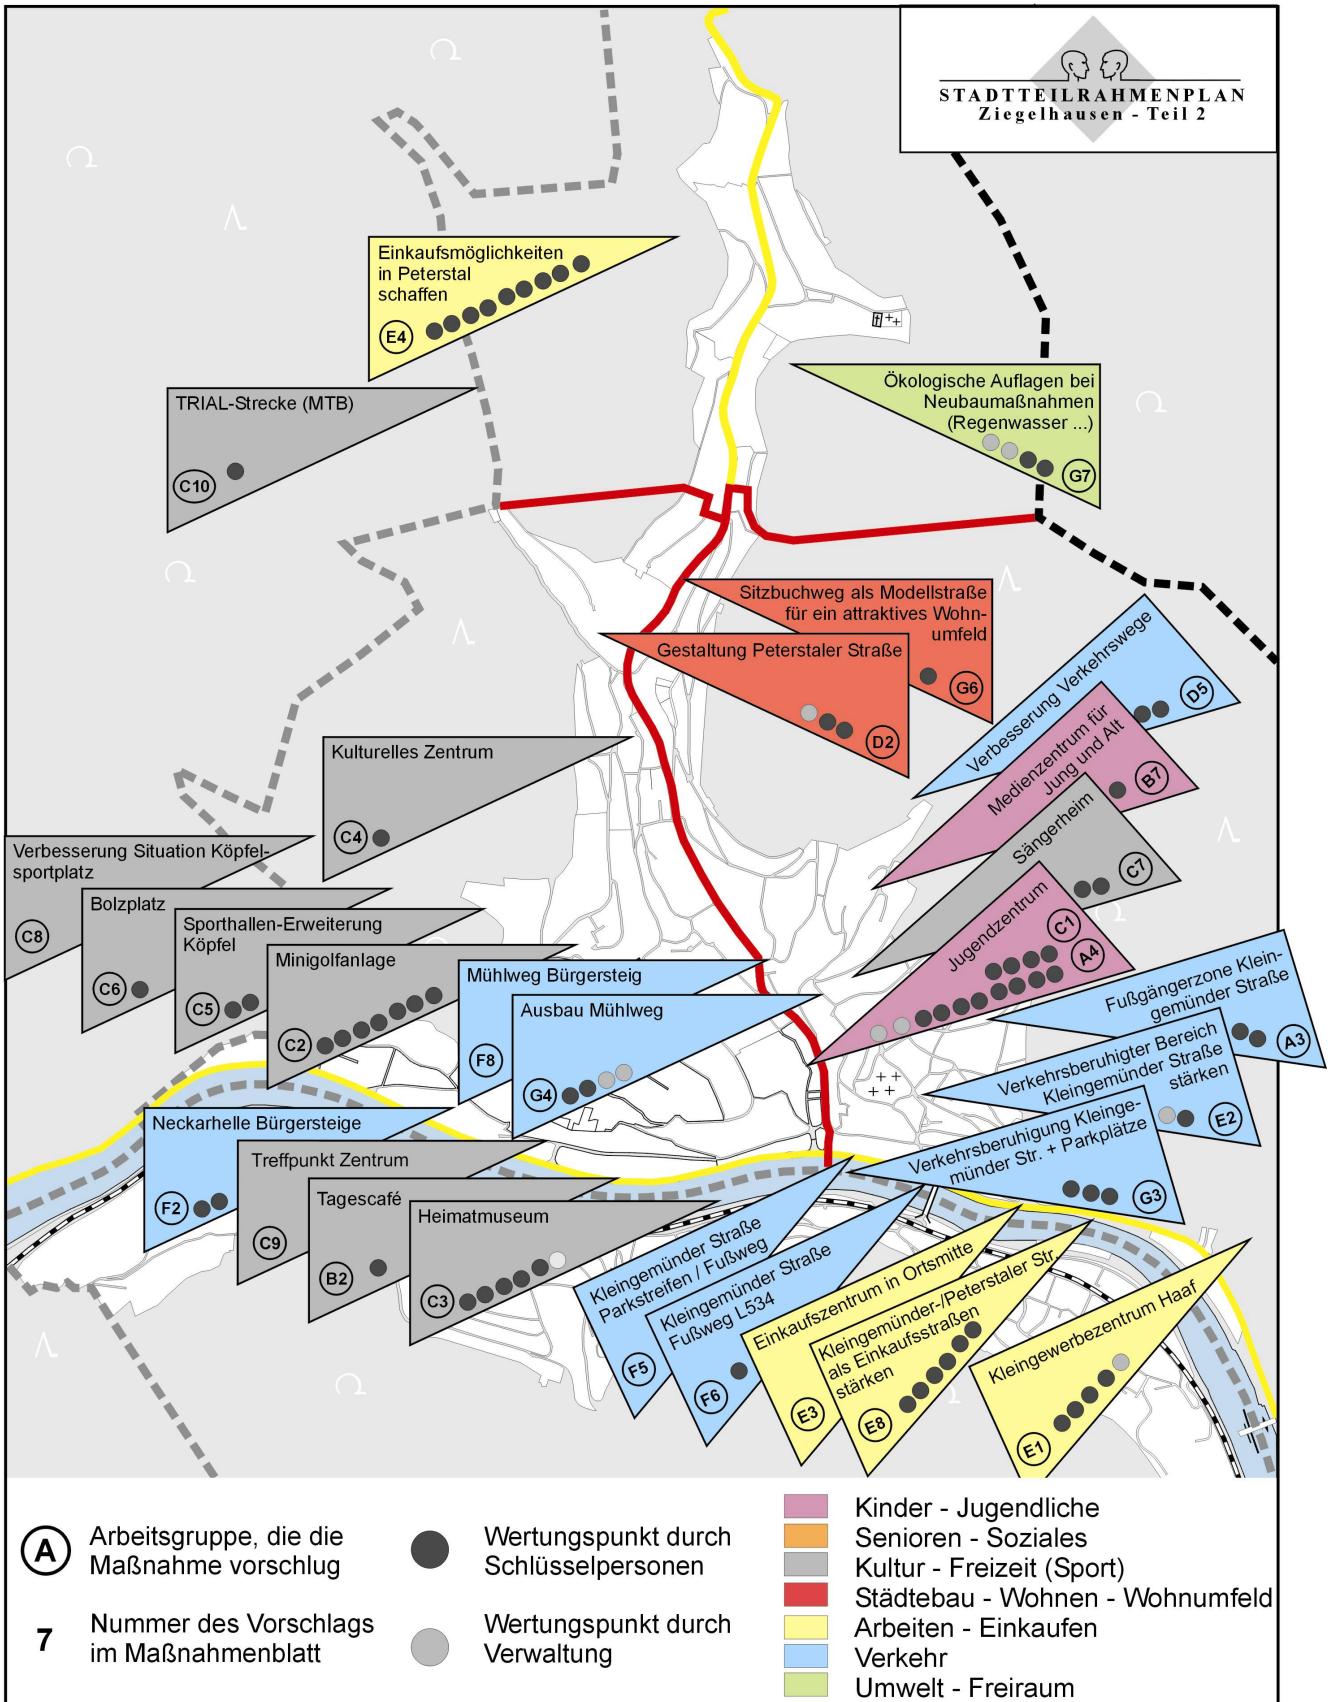 STADTTEILRAHMENPLAN
Ziegelhausen - Teil 2
Einkaufsmöglichkeiten
in Peterstal
schaffen
E4
TRIAL-Strecke (MTB)
C10
Ökologische Auflagen bei
Neubaumaßnahmen
(Regenwasser ...)
G7
Sitzbuchweg als Modellstraße
für ein attraktives Wohn-
umfeld
G6
Gestaltung Peterstaler Straße
D2
Verbesserung Verkehrswege
D5
Medienzentrum für
Jung und Alt
B7
Sängerheim
C7
Jugendzentrum
C1
A4
Kulturelles Zentrum
C4
Verbesserung Situation Köpfel-
sportplatz
C8
Bolzplatz
C6
Sporthallen-Erweiterung
Köpfel
C5
Minigolfanlage
C2
Mühlweg Bürgersteig
F8
Ausbau Mühlweg
G4
Fußgängerzone Klein-
gemünder Straße
A3
Verkehrsberuhigter Bereich
Kleingemünder Straße
stärken
E2
Verkehrsberuhigung Kleinge-
münder Str. + Parkplätze
G3
Neckarhelle Bürgersteige
F2
Treffpunkt Zentrum
C9
Tagescafé
B2
Heimatmuseum
C3
Kleingemünder Straße
Parkstreifen / Fußweg
F5
Kleingemünder Straße
Fußweg L534
F6
Einkaufszentrum in Ortsmitte
E3
Kleingemünder-/Peterstaler Str.
als Einkaufsstraßen
stärken
E8
Kleingewerbezentrum Haaf
E1
A
Arbeitsgruppe, die die
Maßnahme vorschlug
7
Nummer des Vorschlags
im Maßnahmenblatt
Wertungspunkt durch
Schlüsselpersonen
Wertungspunkt durch
Verwaltung
Kinder - Jugendliche
Senioren - Soziales
Kultur - Freizeit (Sport)
Städtebau - Wohnen - Wohnumfeld
Arbeiten - Einkaufen
Verkehr
Umwelt - Freiraum